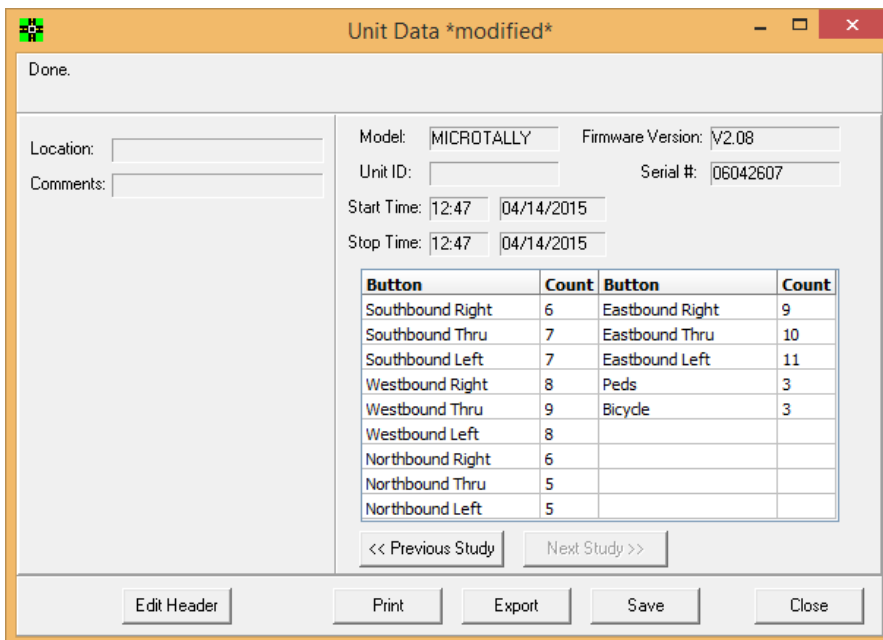 Unit Data *modified*
Done.
Location:
Comments:
Model: MICROTALLY Firmware Version: V2.08
Unit ID: Serial #: 06042607
Start Time: 12:47 04/14/2015
Stop Time: 12:47 04/14/2015
Button Count Button Count
Southbound Right 6 Eastbound Right 9
Southbound Thru 7 Eastbound Thru 10
Southbound Left 7 Eastbound Left 11
Westbound Right 8 Peds 3
Westbound Thru 9 Bicycle 3
Westbound Left 8
Northbound Right 6
Northbound Thru 5
Northbound Left 5
<< Previous Study Next Study >>
Edit Header Print Export Save Close